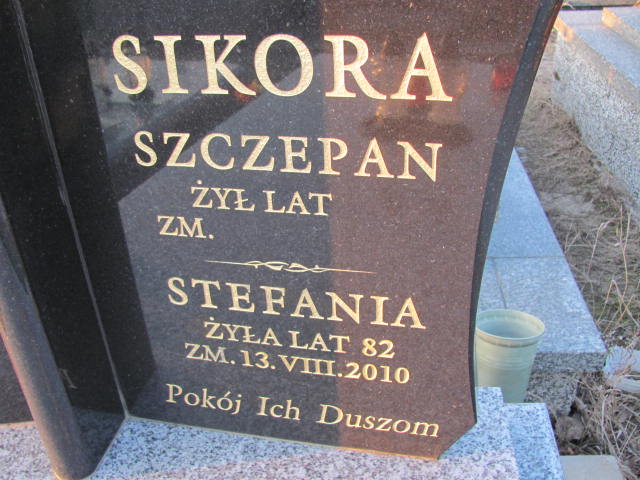 SIKORA
SZCZEPAN
ŻYŁ LAT
ZM.
STEFANIA
ŻYŁA LAT 82
ZM. 13.VIII.2010
Pokój Ich Duszom